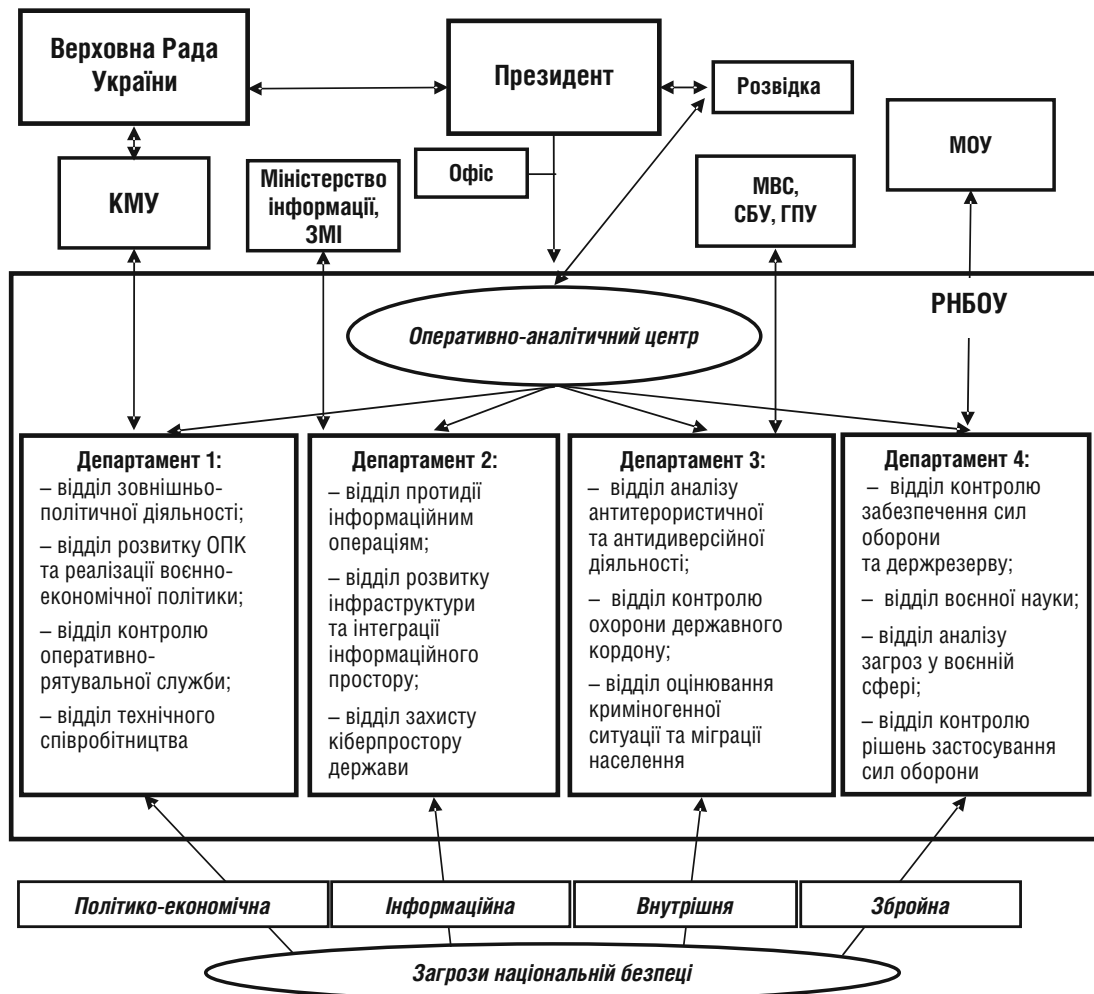 Верховна Рада
України
Президент
Розвідка
МОУ
КМУ
Міністерство
інформації,
ЗМІ
Офіс
МВС,
СБУ, ГПУ
РНБОУ
Оперативно-аналітичний центр
Департамент 1:
– відділ зовнішньо-
політичної діяльності;
– відділ розвитку ОПК
та реалізації воєнно-
економічної політики;
– відділ контролю
оперативно-
рятувальної служби;
– відділ технічного
співробітництва
Департамент 2:
– відділ протидії
інформаційним
операціям;
– відділ розвитку
інфраструктури
та інтеграції
інформаційного
простору;
– відділ захисту
кіберпростору
держави
Департамент 3:
– відділ аналізу
антитерористичної
та антидиверсійної
діяльності;
– відділ контролю
охорони державного
кордону;
– відділ оцінювання
криміногенної
ситуації та міграції
населення
Департамент 4:
– відділ контролю
забезпечення сил
оборони
та держрезерву;
– відділ воєнної науки;
– відділ аналізу
загроз у воєнній
сфері;
– відділ контролю
рішень застосування
сил оборони
Політико-економічна
Інформаційна
Внутрішня
Збройна
Загрози національній безпеці